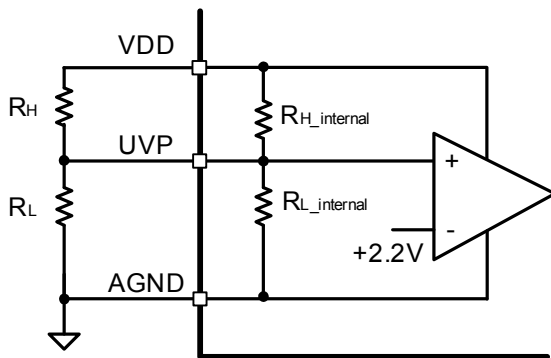 VDD
RH
RH_internal
UVP
+
RL
RL_internal
-
+2.2V
AGND